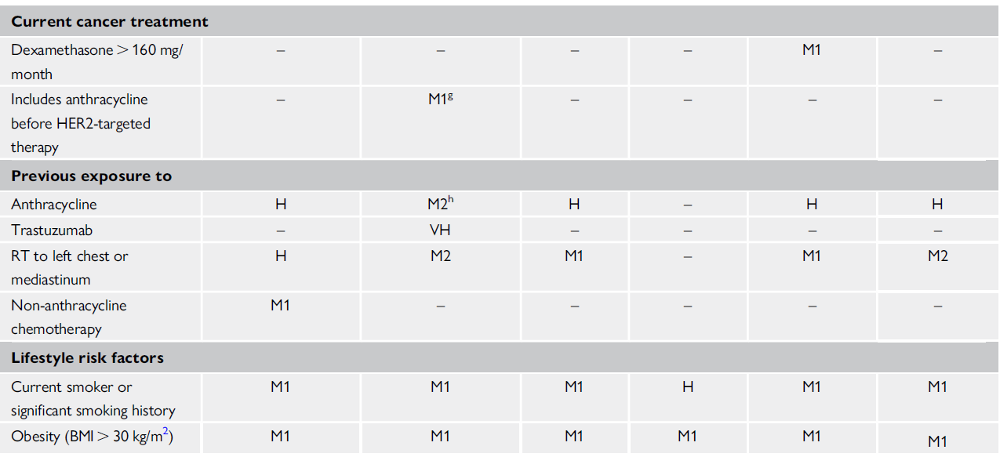 Current cancer treatment
Dexamethasone > 160 mg/ – – – – M1 –
month
Includes anthracycline – M1g – – – –
before HER2-targeted
therapy
Previous exposure to
Anthracycline H M2h H – H H
Trastuzumab – VH – – – –
RT to left chest or H M2 M1 – M1 M2
mediastinum
Non-anthracycline M1 – – – – –
chemotherapy
Lifestyle risk factors
Current smoker or M1 M1 M1 H M1 M1
significant smoking history
Obesity (BMI > 30 kg/m2) M1 M1 M1 M1 M1 M1